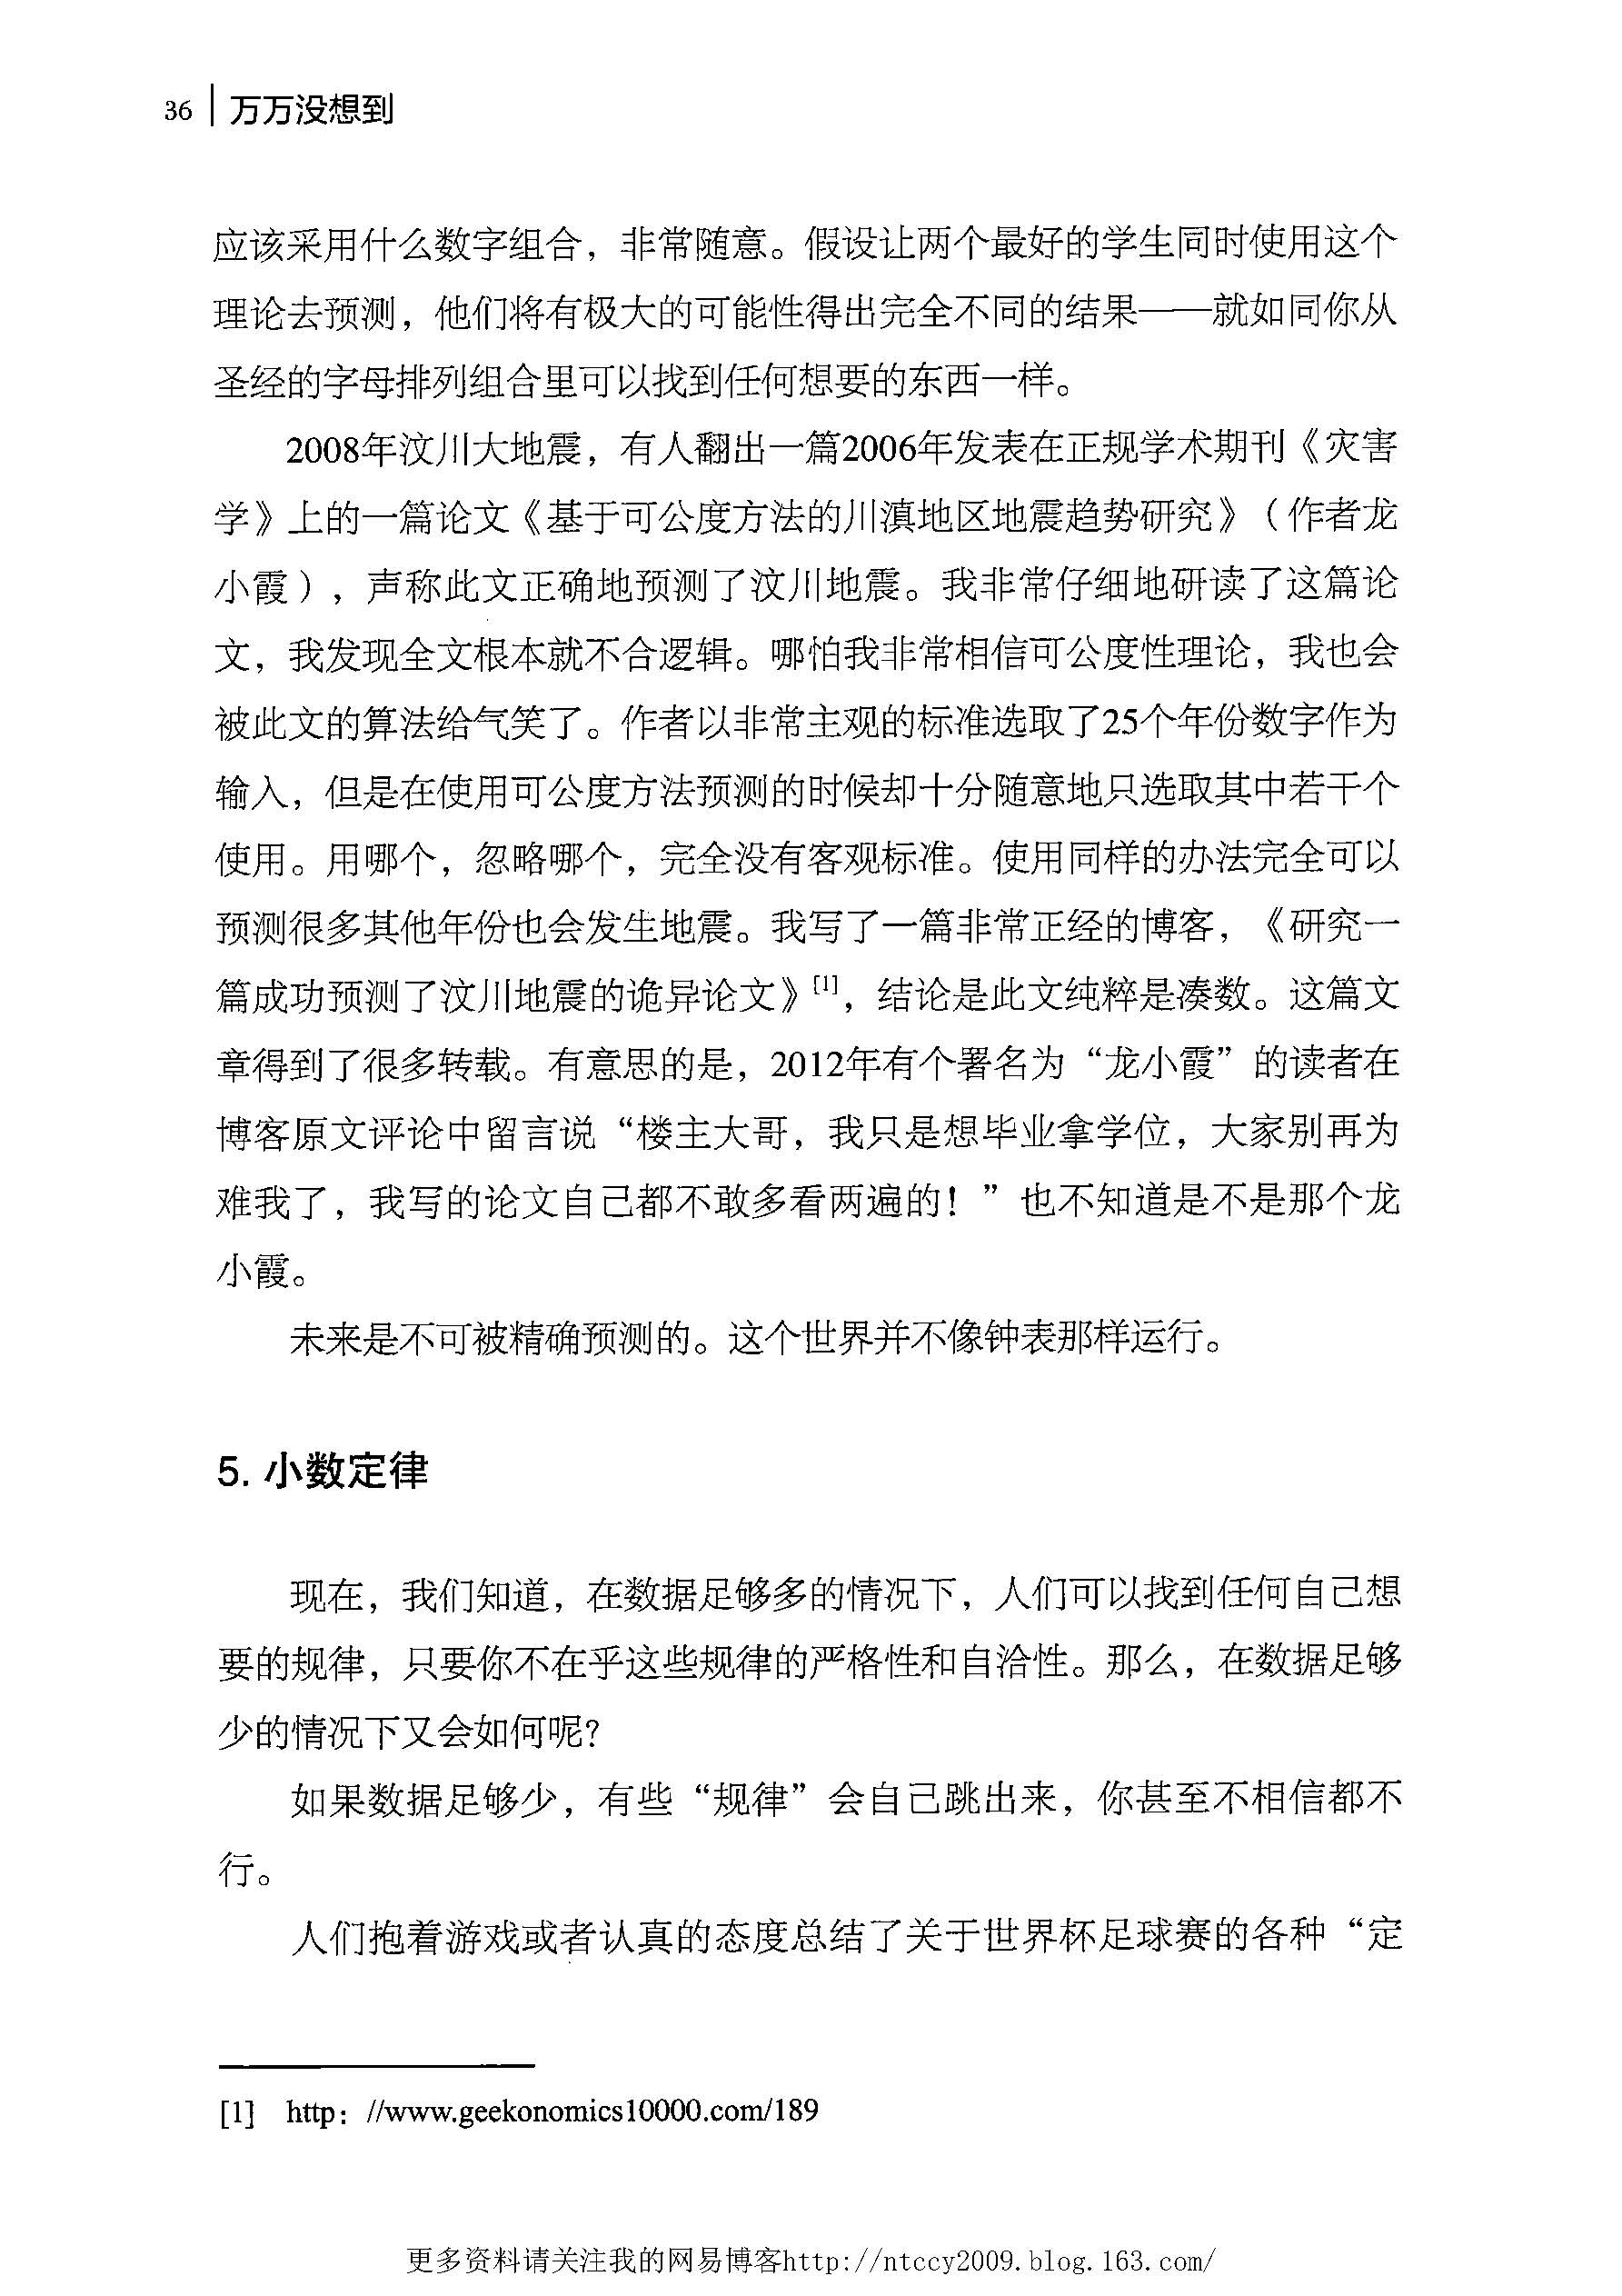 36 万万没想到
应该采用什么数字组合，非常随意。假设让两个最好的学生同时使用这个
理论去预测，他们将有极大的可能性得出完全不同的结果——就如同你从
圣经的字母排列组合里可以找到任何想要的东西一样。
2008年汶川大地震，有人翻出一篇2006年发表在正规学术期刊《灾害
学》上的一篇论文《基于可公度方法的川滇地区地震趋势研究》（作者龙
小霞），声称此文正确地预测了汶川地震。我非常仔细地研读了这篇论
文，我发现全文根本就不合逻辑。哪怕我非常相信可公度性理论，我也会
被此文的算法给气笑了。作者以非常主观的标准选取了25个年份数字作为
输入，但是在使用可公度方法预测的时候却十分随意地只选取其中若干个
使用。用哪个，忽略哪个，完全没有客观标准。使用同样的办法完全可以
预测很多其他年份也会发生地震。我写了一篇非常正经的博客，《研究一
篇成功预测了汶川地震的诡异论文》[1]，结论是此文纯粹是凑数。这篇文
章得到了很多转载。有意思的是，2012年有个署名为“龙小霞”的读者在
博客原文评论中留言说“楼主大哥，我只是想毕业拿学位，大家别再为
难我了，我写的论文自己都不敢多看两遍的！”也不知道是不是那个龙
小霞。
未来是不可被精确预测的。这个世界并不像钟表那样运行。
5. 小数定律
现在，我们知道，在数据足够多的情况下，人们可以找到任何自己想
要的规律，只要你不在乎这些规律的严格性和自洽性。那么，在数据足够
少的情况下又会如何呢？
如果数据足够少，有些“规律”会自己跳出来，你甚至不相信都不
行。
人们抱着游戏或者认真的态度总结了关于世界杯足球赛的各种“定
[1] http：//www.geekonomics10000.com/189
更多资料请关注我的网易博客http://ntccy2009.blog.163.com/